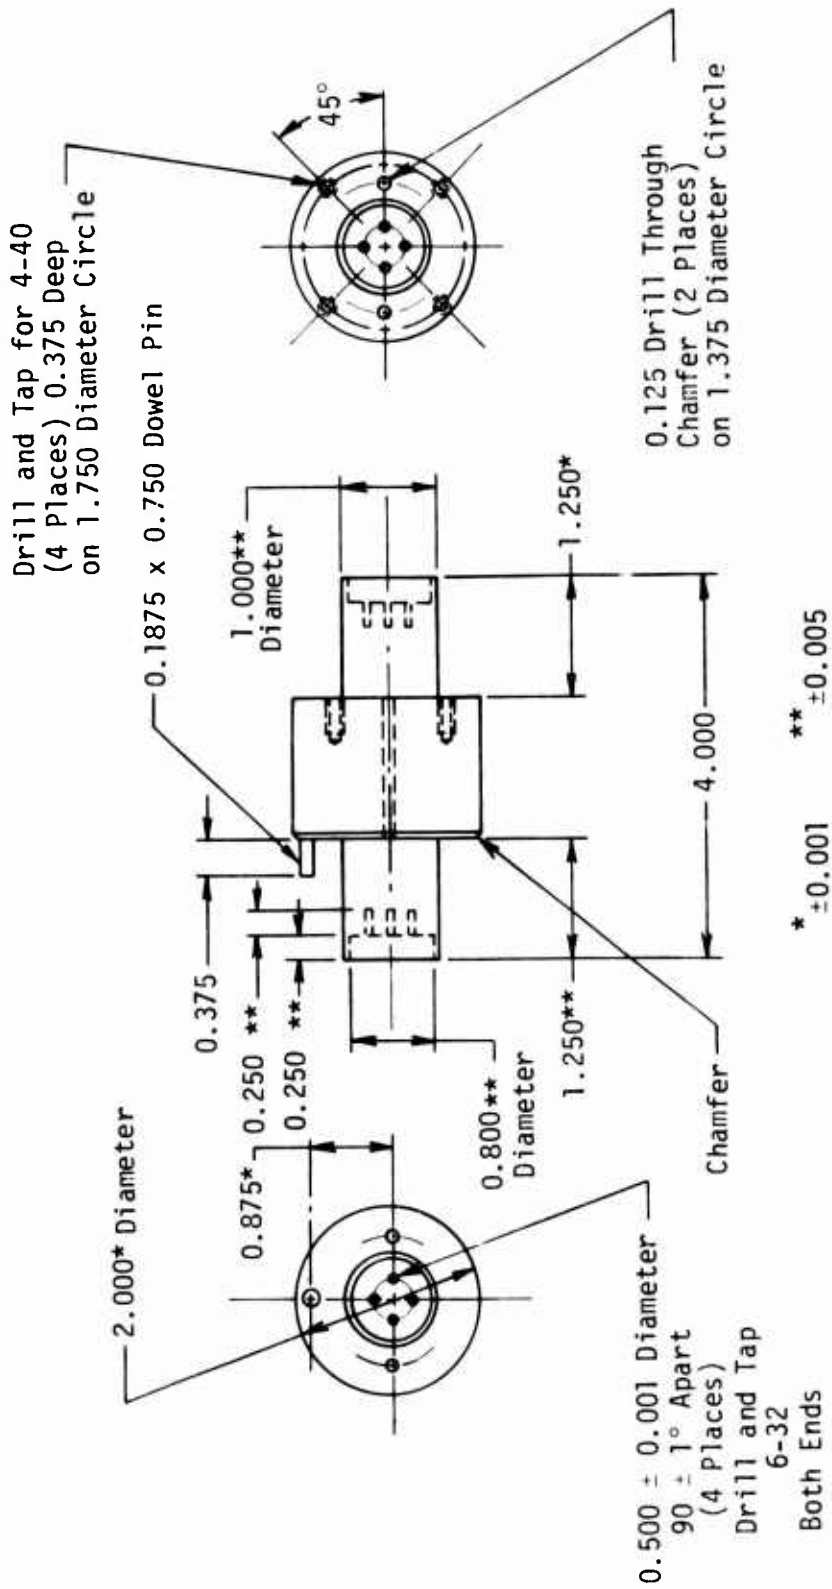 Drill and Tap for 4-40
(4 Places) 0.375 Deep
on 1.750 Diameter Circle
0.1875 x 0.750 Dowel Pin
45°
2.000* Diameter
0.875*
0.375
0.250 **
0.250 **
1.000**
Diameter
0.800**
Diameter
1.250**
1.250*
4.000
Chamfer
0.125 Drill Through
Chamfer (2 Places)
on 1.375 Diameter Circle
0.500 ± 0.001 Diameter
90 ± 1° Apart
(4 Places)
Drill and Tap
6-32
Both Ends
* ±0.001
** ±0.005